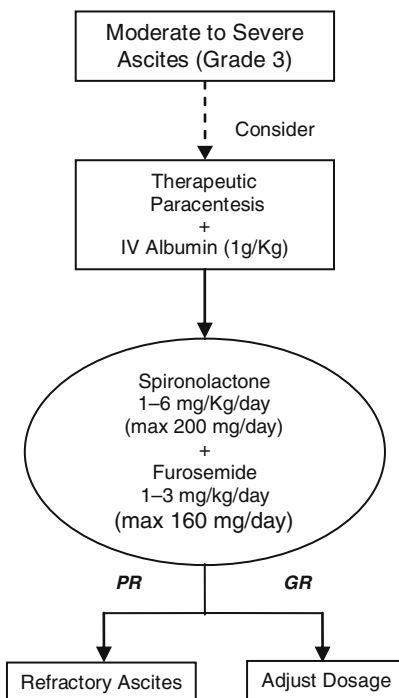 Moderate to Severe
Ascites (Grade 3)
Consider
Therapeutic
Paracentesis
+
IV Albumin (1g/Kg)
Spironolactone
1–6 mg/Kg/day
(max 200 mg/day)
+
Furosemide
1–3 mg/kg/day
(max 160 mg/day)
PR
GR
Refractory Ascites
Adjust Dosage